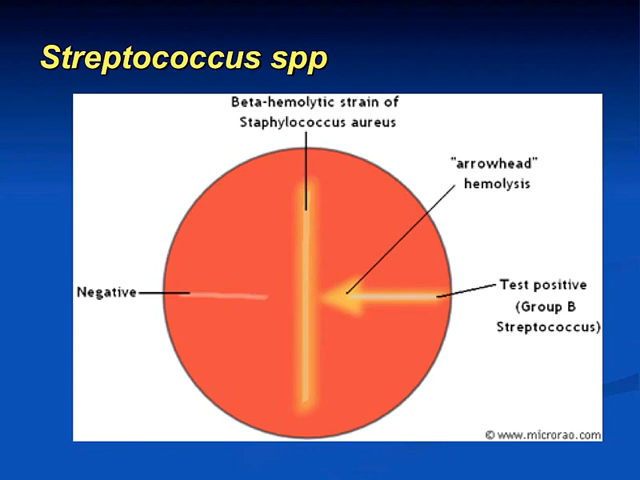 Streptococcus spp
Beta-hemolytic strain of
Staphylococcus aureus
"arrowhead"
hemolysis
Negative
Test positive
(Group B
Streptococcus)
© www.microrao.com